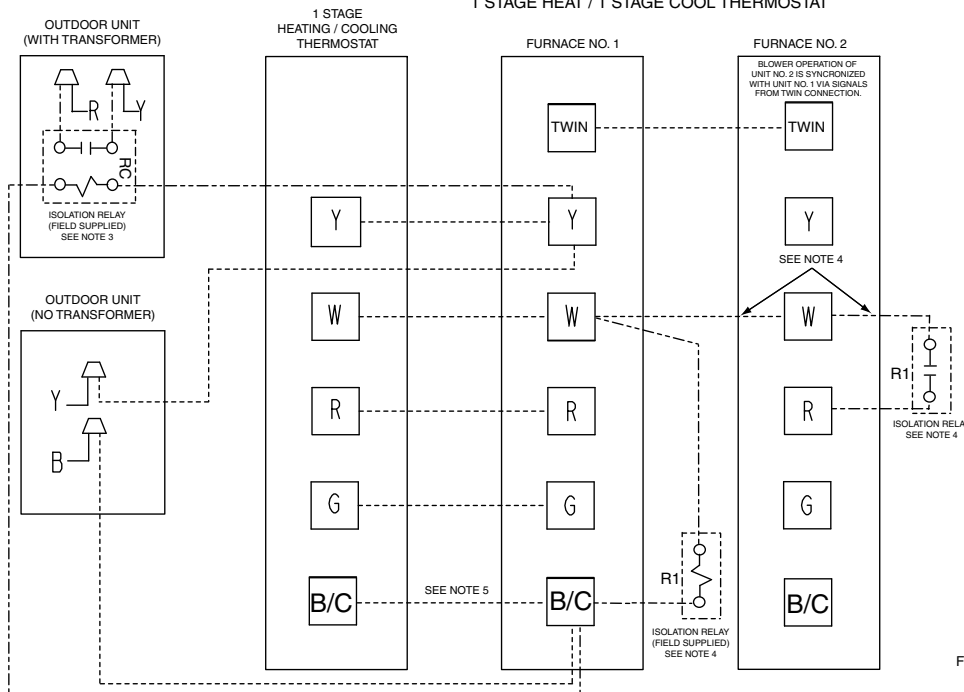 1 STAGE HEAT / 1 STAGE COOL THERMOSTAT
OUTDOOR UNIT
(WITH TRANSFORMER)
R
Y
RC
ISOLATION RELAY
(FIELD SUPPLIED)
SEE NOTE 3
OUTDOOR UNIT
(NO TRANSFORMER)
Y
B
1 STAGE
HEATING / COOLING
THERMOSTAT
Y
W
R
G
B/C
SEE NOTE 5
FURNACE NO. 1
TWIN
Y
W
R
G
B/C
R1
ISOLATION RELAY
(FIELD SUPPLIED)
SEE NOTE 4
FURNACE NO. 2
BLOWER OPERATION OF
UNIT NO. 2 IS SYNCRONIZED
WITH UNIT NO. 1 VIA SIGNALS
FROM TWIN CONNECTION.
TWIN
Y
SEE NOTE 4
W
R
G
B/C
R1
ISOLATION RELA
SEE NOTE 4
F